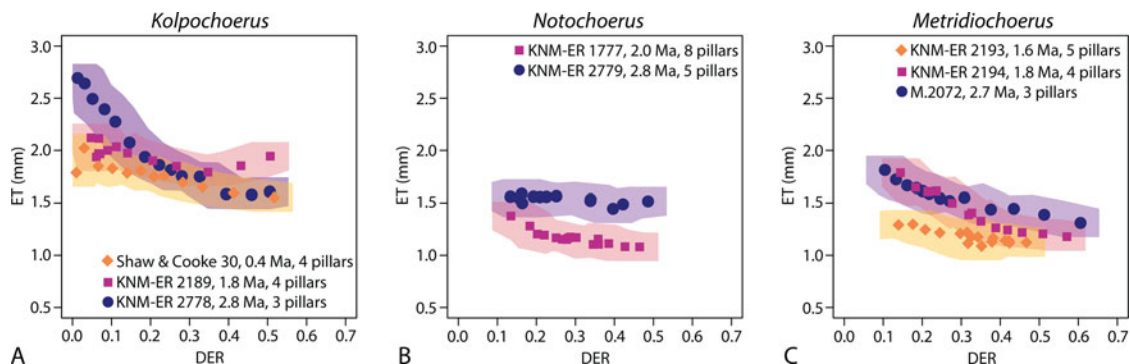 Kolpochoerus
Notochoerus
Metridiochoerus
3.0
2.5
2.0
1.5
1.0
0.5
ET (mm)
Shaw & Cooke 30, 0.4 Ma, 4 pillars
KNM-ER 2189, 1.8 Ma, 4 pillars
KNM-ER 2778, 2.8 Ma, 3 pillars
0.0 0.1 0.2 0.3 0.4 0.5 0.6 0.7
A
DER
3.0
2.5
2.0
1.5
1.0
0.5
ET (mm)
KNM-ER 1777, 2.0 Ma, 8 pillars
KNM-ER 2779, 2.8 Ma, 5 pillars
0.0 0.1 0.2 0.3 0.4 0.5 0.6 0.7
B
DER
3.0
2.5
2.0
1.5
1.0
0.5
ET (mm)
KNM-ER 2193, 1.6 Ma, 5 pillars
KNM-ER 2194, 1.8 Ma, 4 pillars
M.2072, 2.7 Ma, 3 pillars
0.0 0.1 0.2 0.3 0.4 0.5 0.6 0.7
C
DER